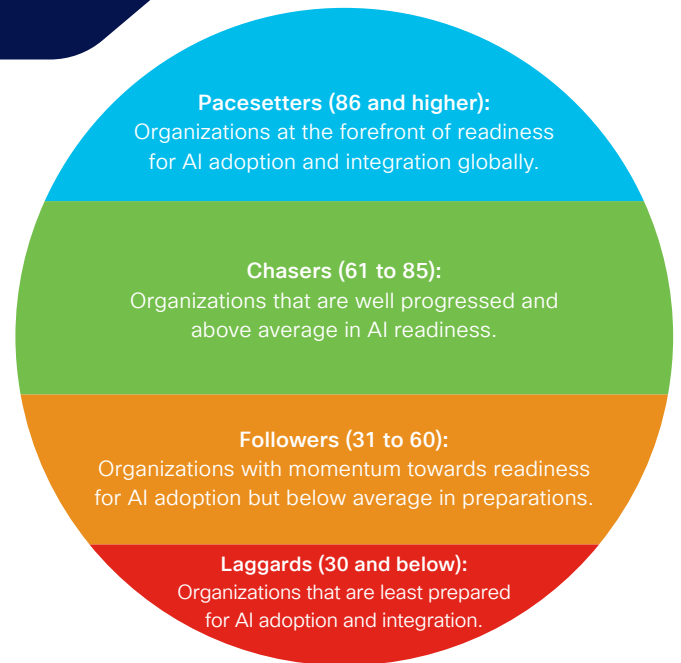 Pacesetters (86 and higher):
Organizations at the forefront of readiness
for AI adoption and integration globally.
Chasers (61 to 85):
Organizations that are well progressed and
above average in AI readiness.
Followers (31 to 60):
Organizations with momentum towards readiness
for AI adoption but below average in preparations.
Laggards (30 and below):
Organizations that are least prepared
for AI adoption and integration.